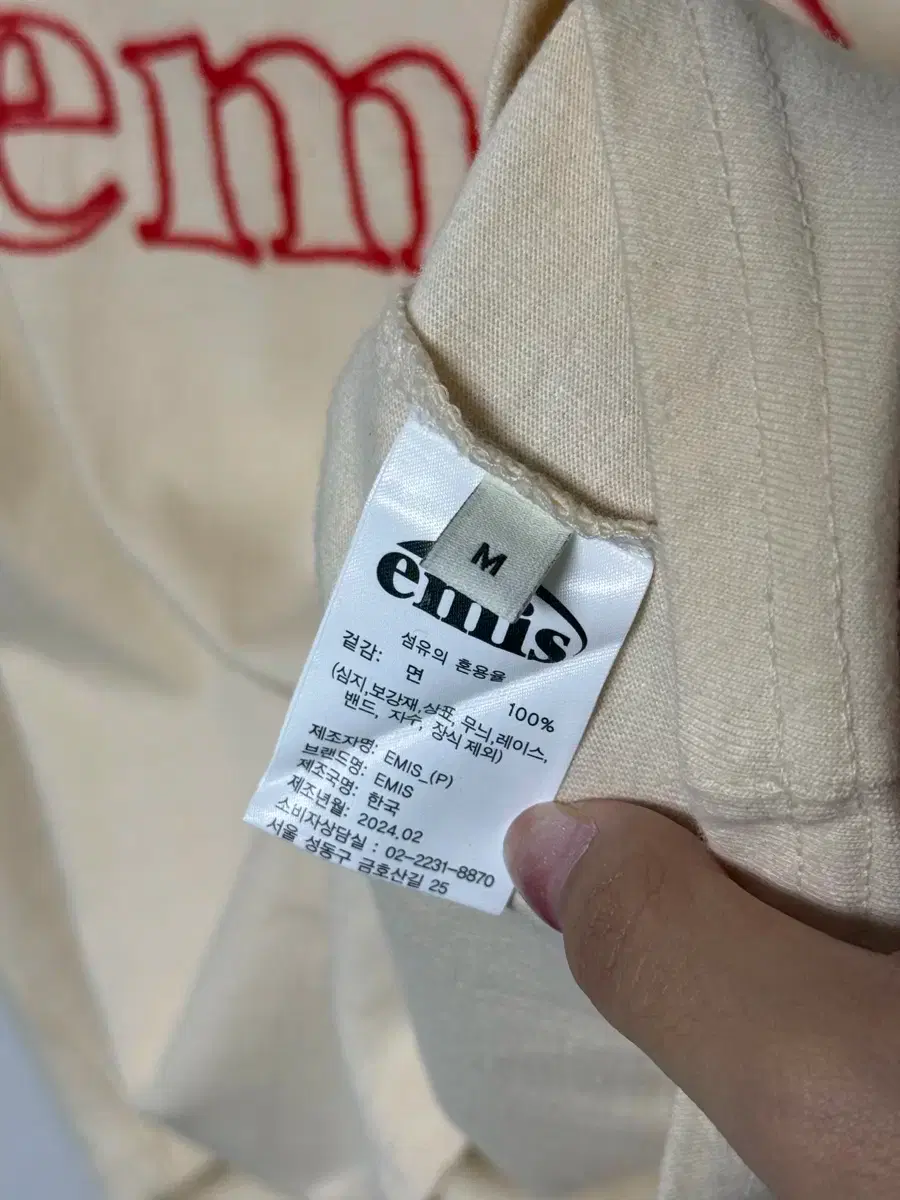 em
M
emis
섬유의 혼용율
겉감: 면 100%
(심지,보강재,상표,무늬,레이스,
밴드, 자수, 장식 제외)
제조자명: EMIS_(P)
브랜드명: EMIS
제조국명: 한국
제조년월: 2024.02
소비자상담실 : 02-2231-8870
서울 성동구 금호산길 25